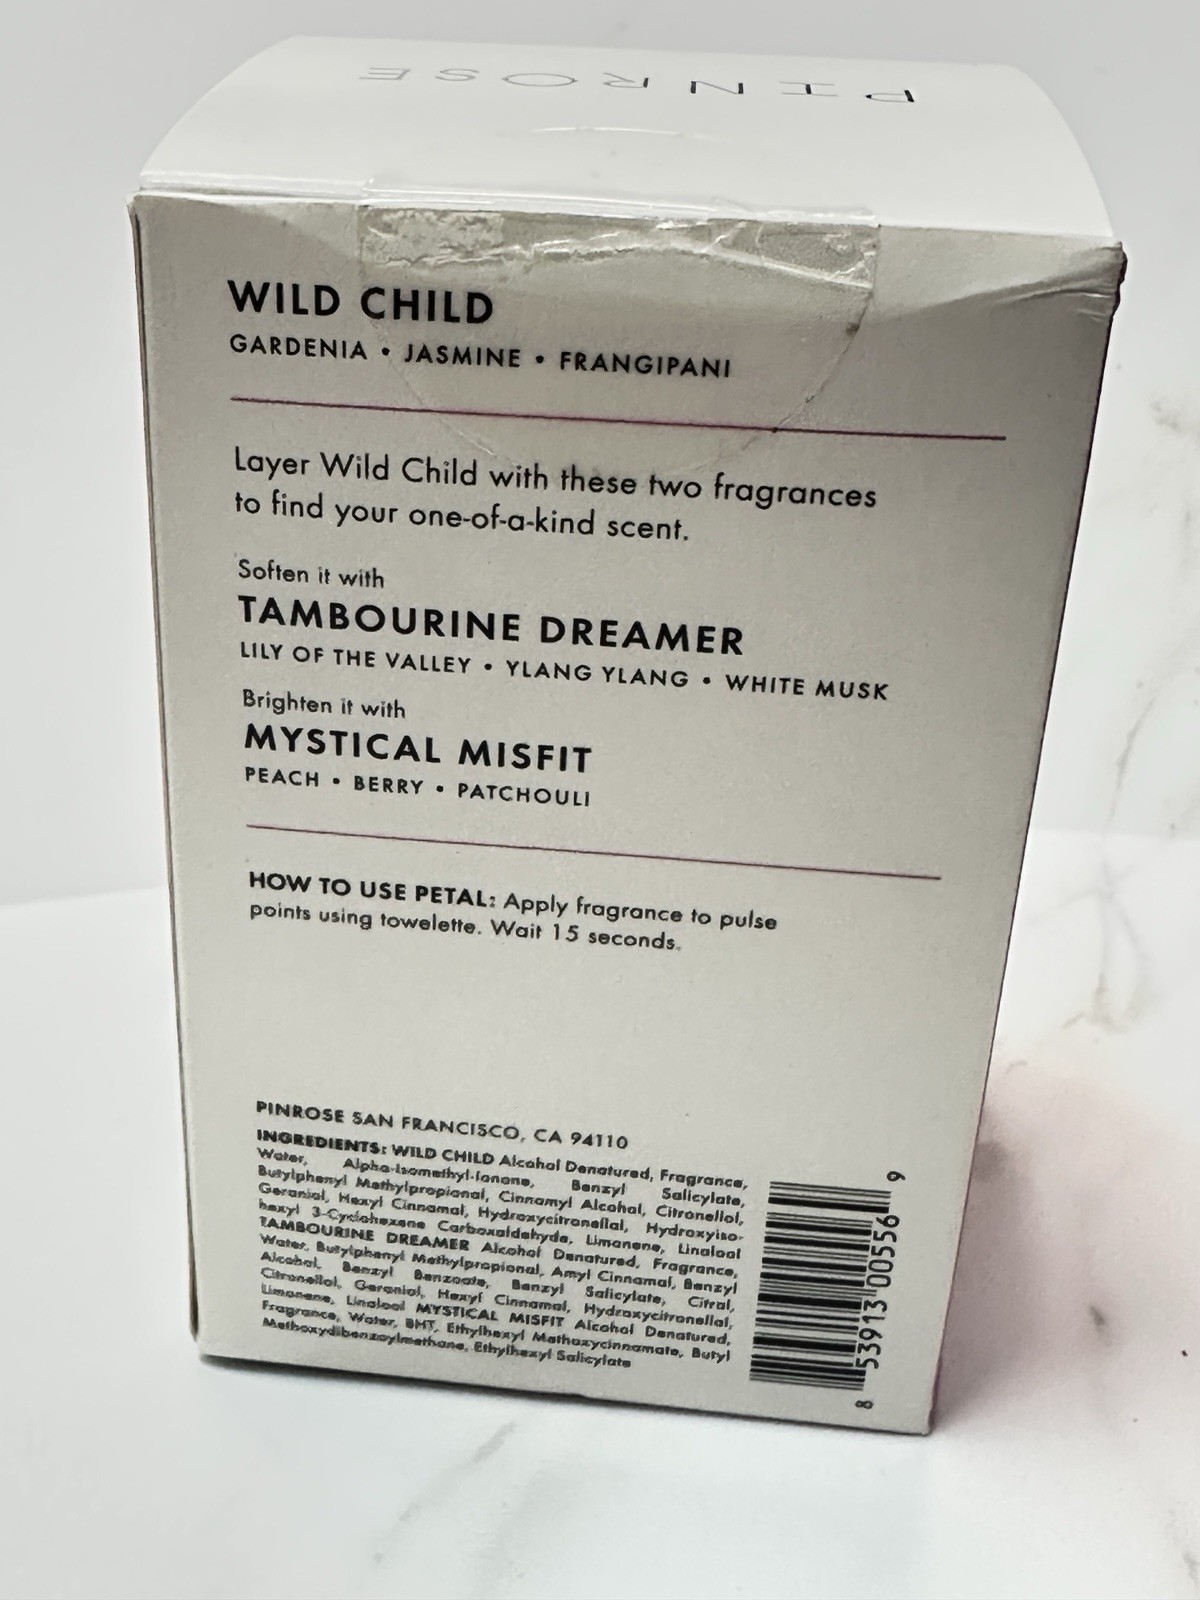 PINROSE
WILD CHILD
GARDENIA • JASMINE • FRANGIPANI
Layer Wild Child with these two fragrances
to find your one-of-a-kind scent.
Soften it with
TAMBOURINE DREAMER
LILY OF THE VALLEY • YLANG YLANG • WHITE MUSK
Brighten it with
MYSTICAL MISFIT
PEACH • BERRY • PATCHOULI
HOW TO USE PETAL: Apply fragrance to pulse
points using towelette. Wait 15 seconds.
PINROSE SAN FRANCISCO, CA 94110
INGREDIENTS: WILD CHILD Alcohol Denatured, Fragrance,
Water, Alpha-Isomethyl-Ionone, Benzyl Salicylate,
Butylphenyl Methylpropional, Cinnamyl Alcohol, Citronellol,
Geraniol, Hexyl Cinnamal, Hydroxycitronellal, Hydroxyiso-
hexyl 3-Cyclohexene Carboxaldehyde, Limonene, Linalool
TAMBOURINE DREAMER Alcohol Denatured, Fragrance,
Water, Butylphenyl Methylpropional, Amyl Cinnamal, Benzyl
Alcohol, Benzyl Benzoate, Benzyl Salicylate, Citral,
Citronellol, Geraniol, Hexyl Cinnamal, Hydroxycitronellal,
Limonene, Linalool MYSTICAL MISFIT Alcohol Denatured,
Fragrance, Water, BHT, Ethylhexyl Methoxycinnamate, Butyl
Methoxydibenzoylmethane, Ethylhexyl Salicylate
8 53913 00556 9